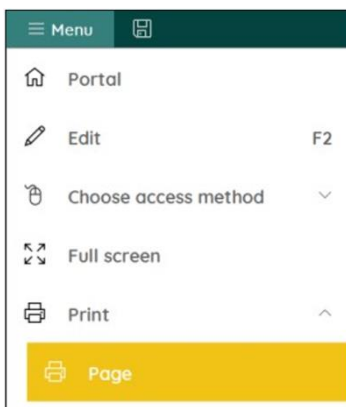 Menu
Portal
Edit F2
Choose access method
Full screen
Print
Page